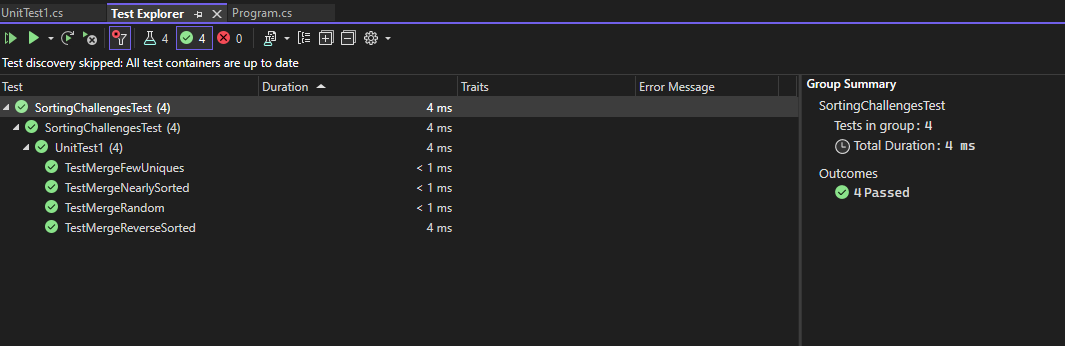 UnitTest1.cs Test Explorer Program.cs
4 4 0
Test discovery skipped: All test containers are up to date
Test Duration Traits Error Message
SortingChallengesTest (4) 4 ms
SortingChallengesTest (4) 4 ms
UnitTest1 (4) 4 ms
TestMergeFewUniques < 1 ms
TestMergeNearlySorted < 1 ms
TestMergeRandom < 1 ms
TestMergeReverseSorted 4 ms
Group Summary
SortingChallengesTest
Tests in group: 4
Total Duration: 4 ms
Outcomes
4 Passed